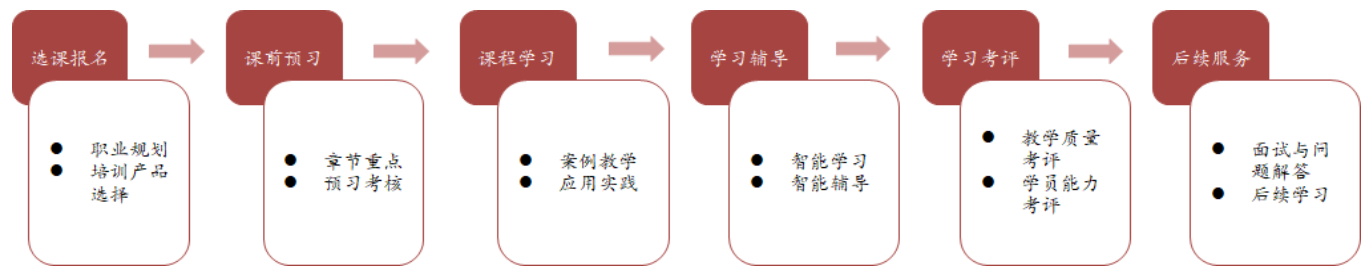 选课报名
职业规划
培训产品
选择
课前预习
章节重点
预习考核
课程学习
案例教学
应用实践
学习辅导
智能学习
智能辅导
学习考评
教学质量
考评
学员能力
考评
后续服务
面试与问
题解答
后续学习